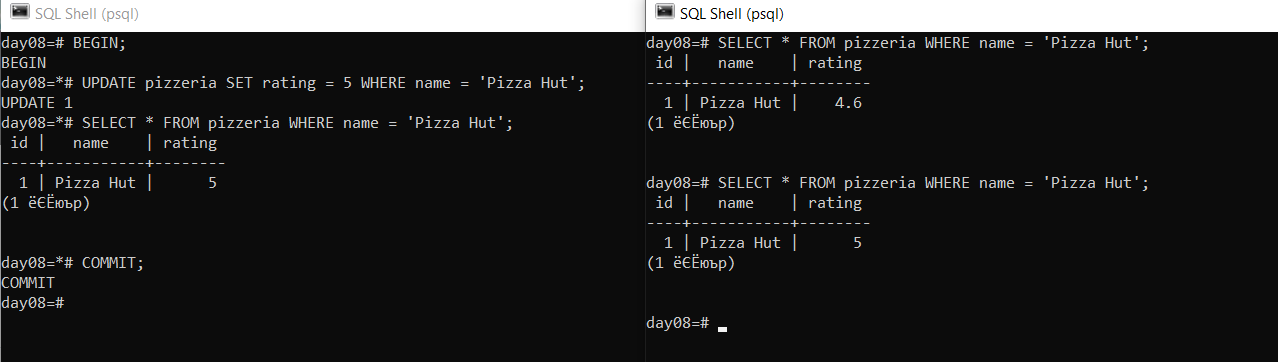 SQL Shell (psql)
day08=# BEGIN;
BEGIN
day08=*# UPDATE pizzeria SET rating = 5 WHERE name = 'Pizza Hut';
UPDATE 1
day08=*# SELECT * FROM pizzeria WHERE name = 'Pizza Hut';
 id |   name    | rating
----+-----------+--------
  1 | Pizza Hut |      5
(1 ёЄЁюър)
day08=*# COMMIT;
COMMIT
day08=#
SQL Shell (psql)
day08=# SELECT * FROM pizzeria WHERE name = 'Pizza Hut';
 id |   name    | rating
----+-----------+--------
  1 | Pizza Hut |    4.6
(1 ёЄЁюър)
day08=# SELECT * FROM pizzeria WHERE name = 'Pizza Hut';
 id |   name    | rating
----+-----------+--------
  1 | Pizza Hut |      5
(1 ёЄЁюър)
day08=#